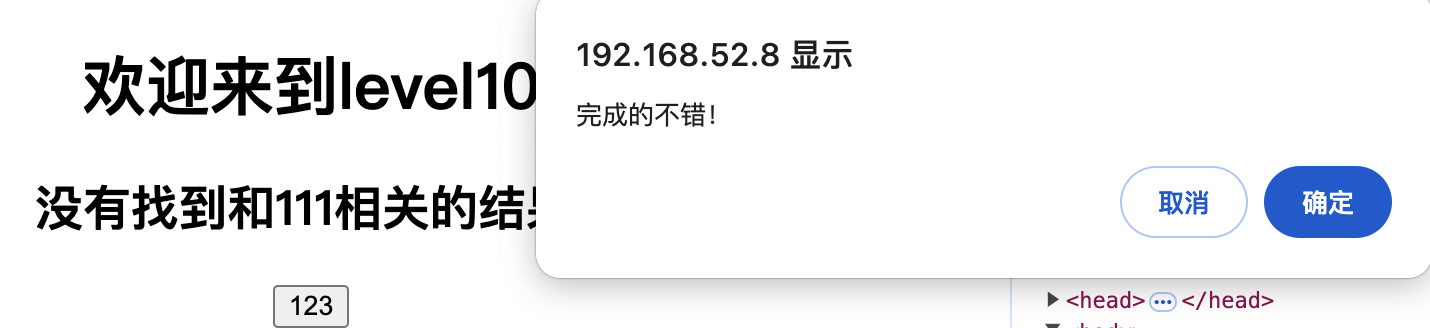 欢迎来到level10
没有找到和111相关的结果
123
192.168.52.8 显示
完成的不错！
取消
确定
<head> ••• </head>